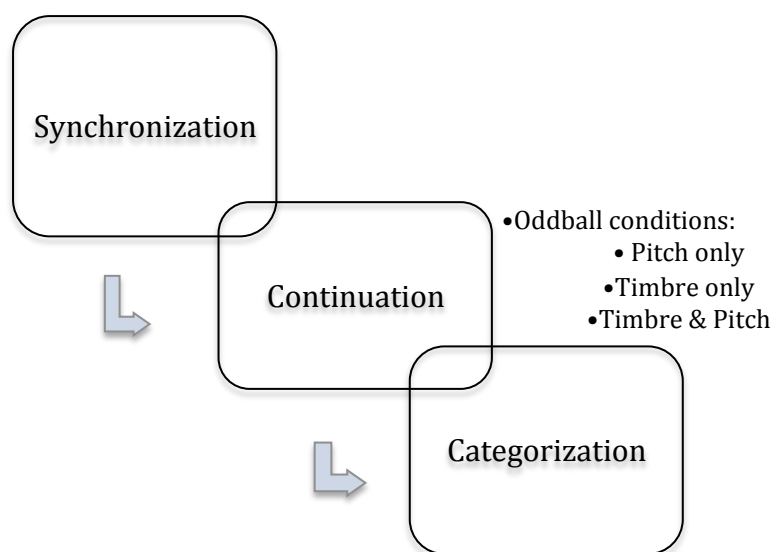 Synchronization
•Oddball conditions:
• Pitch only
Continuation
•Timbre only
•Timbre & Pitch
Categorization